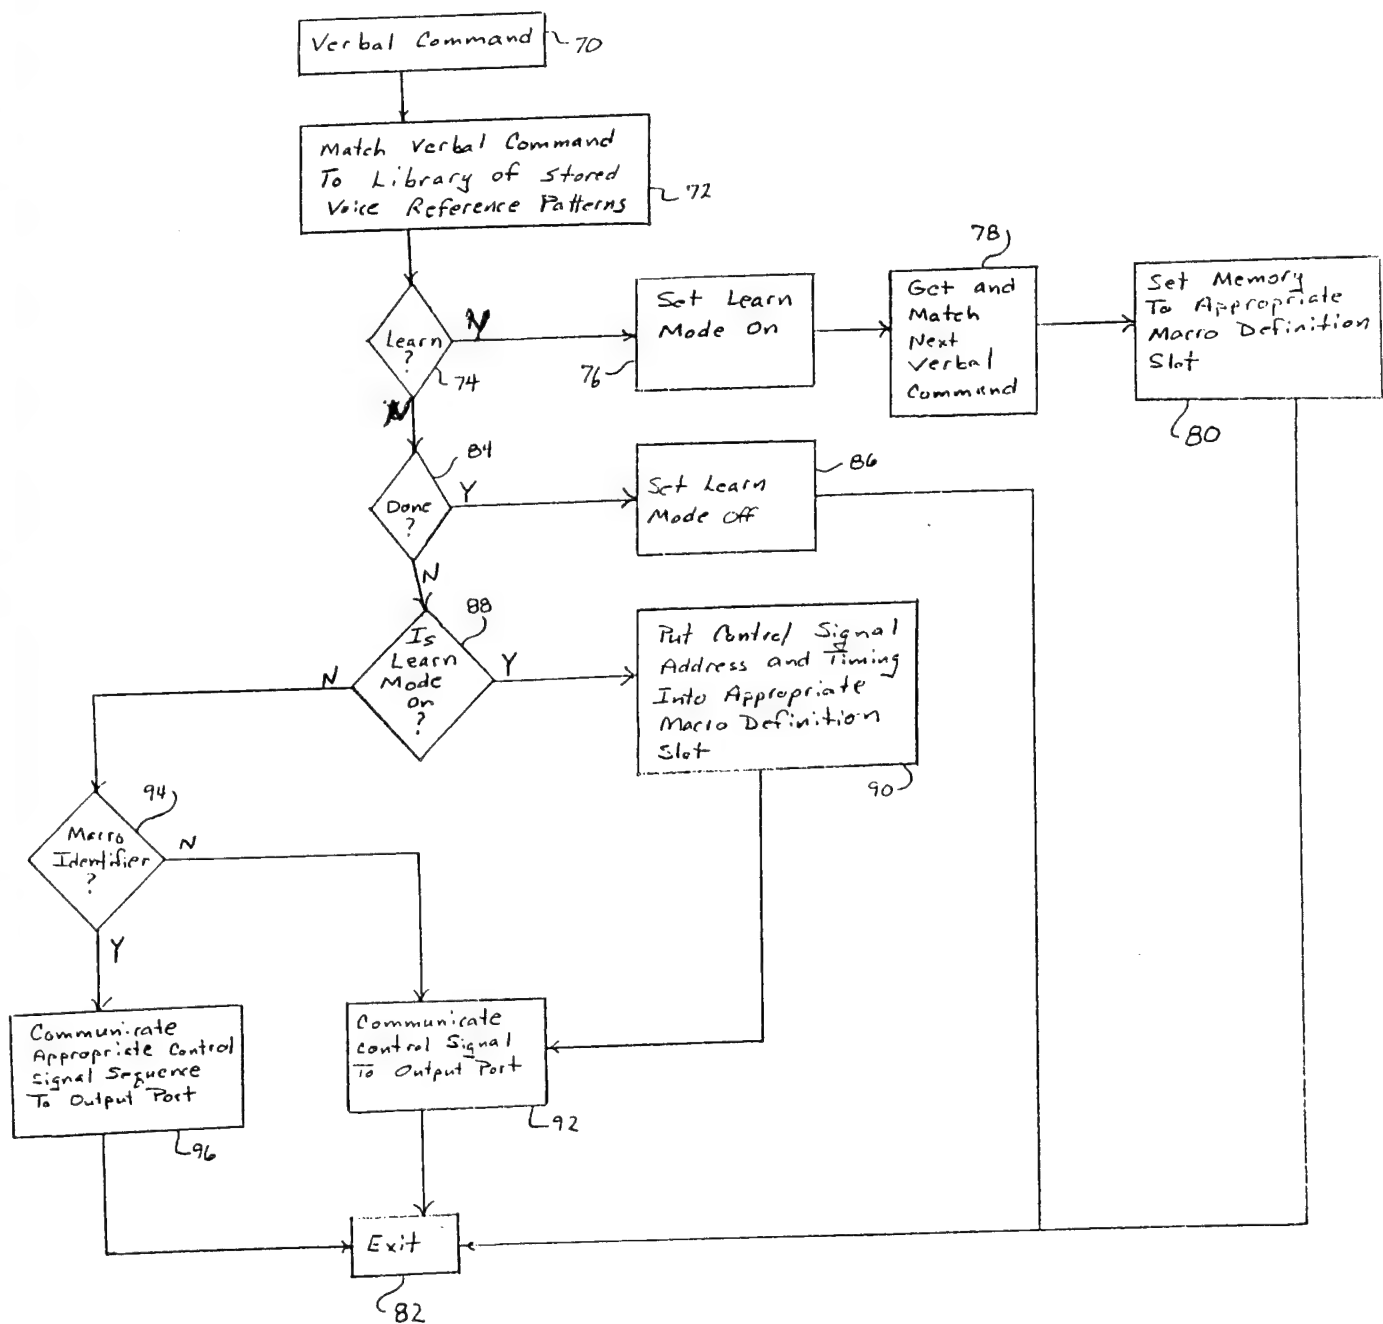 Verbal Command
70
Match Verbal Command
To Library of Stored
Voice Reference Patterns
72
78
Learn
?
74
N
Set Learn
Mode On
76
Get and
Match
Next
Verbal
Command
Set Memory
To Appropriate
Macro Definition
Slot
80
N
84
Done
?
Y
Set Learn
Mode Off
86
N
88
Is
Learn
Mode
On
?
N
Y
Put Control Signal
Address and Timing
Into Appropriate
Macro Definition
Slot
90
94
Macro
Identifier
?
N
Y
Communicate
Appropriate Control
Signal Sequence
To Output Port
96
Communicate
Control Signal
To Output Port
92
Exit
82